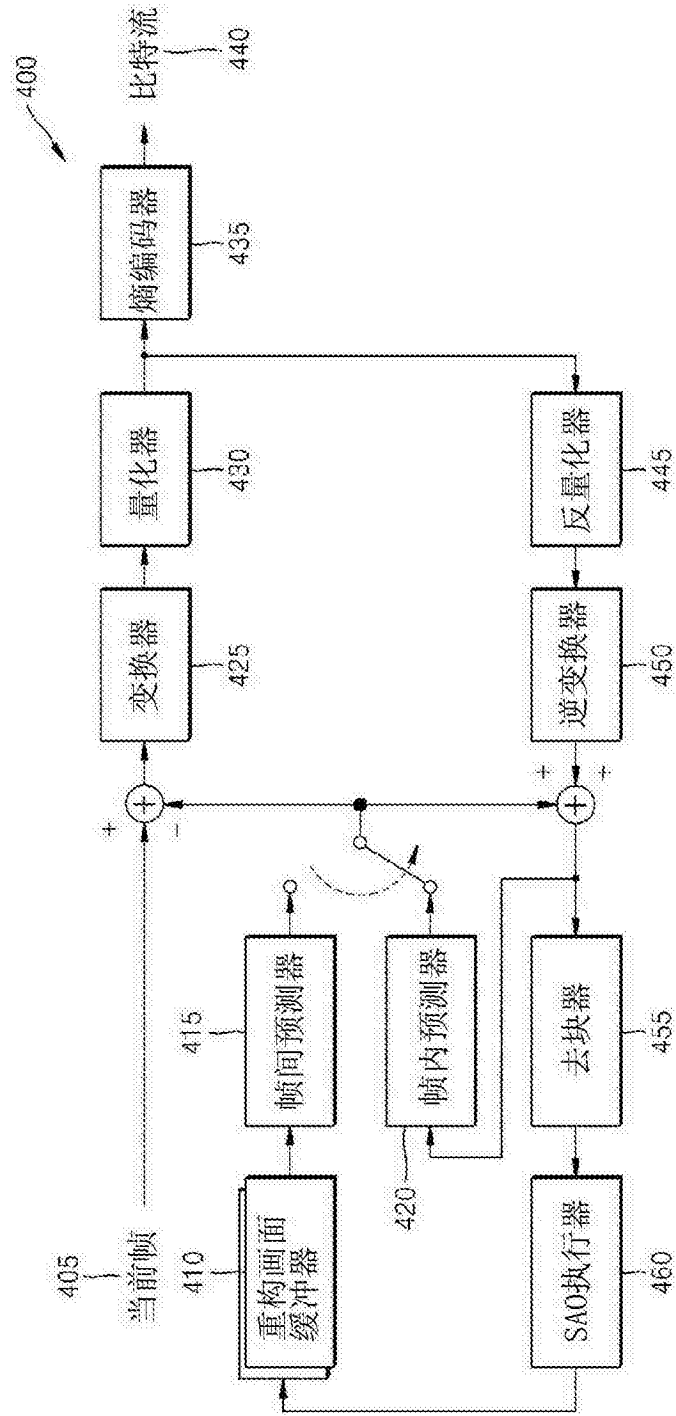 400
405
当前帧
+
−
变换器
425
量化器
430
熵编码器
435
比特流
440
410
重构画面
缓冲器
415
帧间预测器
420
帧内预测器
+
+
SAO执行器
460
去块器
455
逆变换器
450
反量化器
445